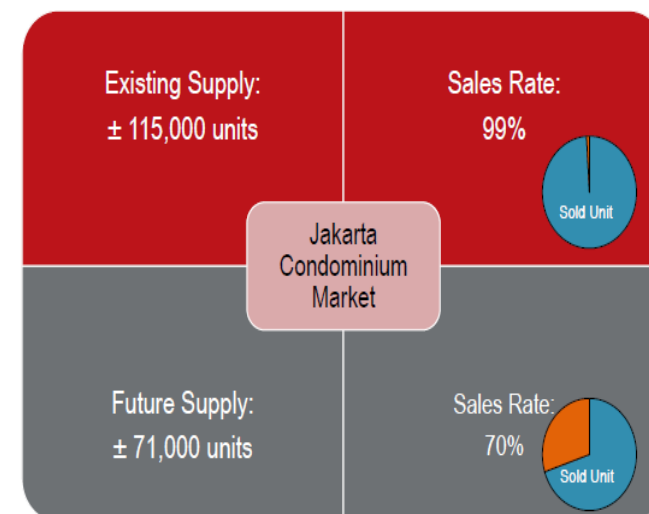 Existing Supply:
± 115,000 units
Sales Rate:
99%
Sold Unit
Jakarta
Condominium
Market
Future Supply:
± 71,000 units
Sales Rate:
70%
Sold Unit